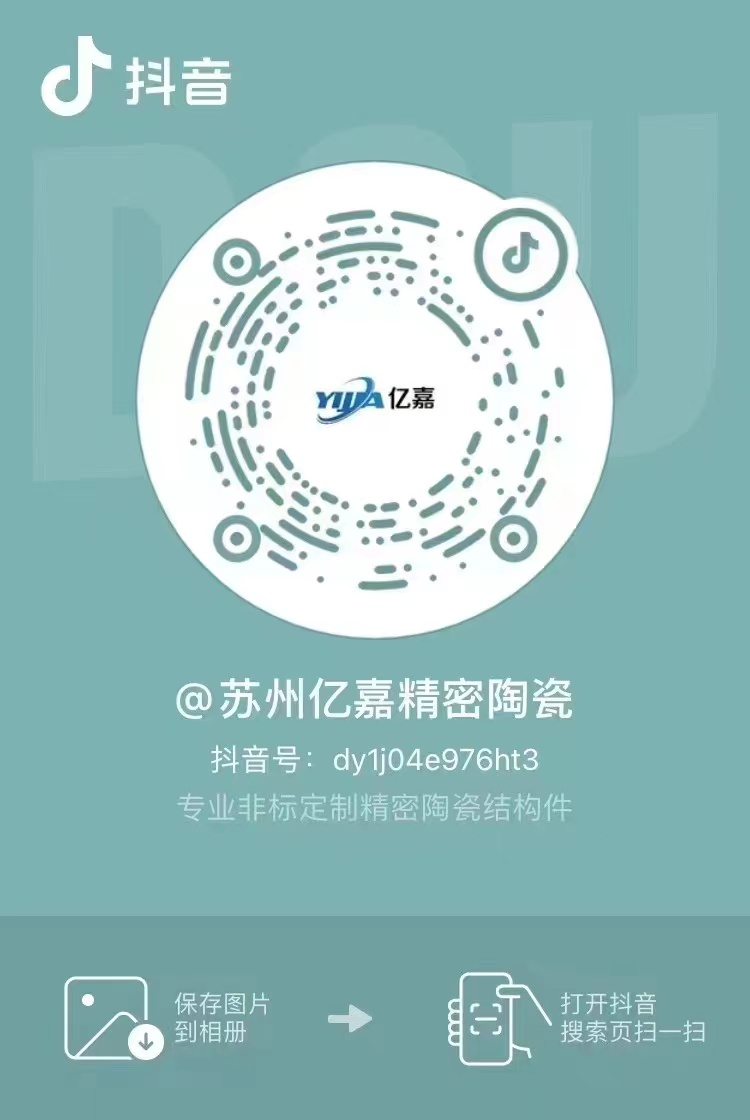 抖音
DOU
YIJIA 亿嘉
@苏州亿嘉精密陶瓷
抖音号：dy1j04e976ht3
专业非标定制精密陶瓷结构件
保存图片
到相册
打开抖音
搜索页扫一扫